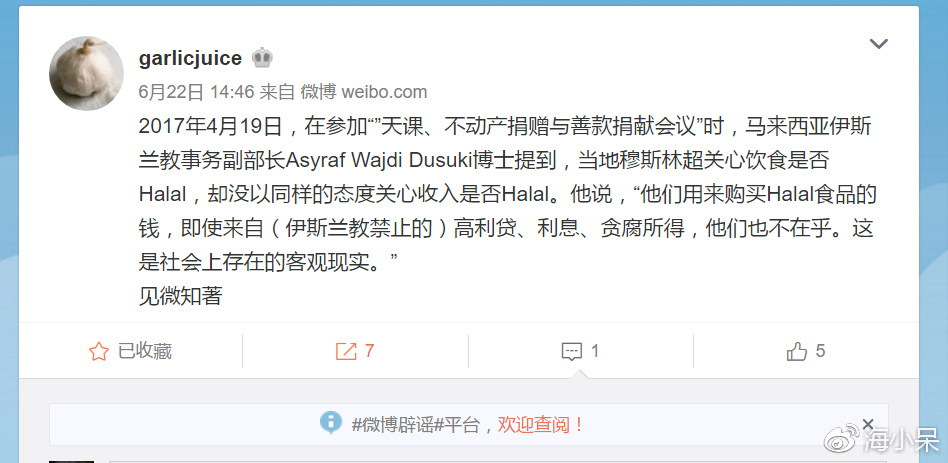 garlicjuice
6月22日 14:46 来自 微博 weibo.com
2017年4月19日，在参加“”天课、不动产捐赠与善款捐献会议”时，马来西亚伊斯
兰教事务副部长Asyraf Wajdi Dusuki博士提到，当地穆斯林超关心饮食是否
Halal，却没以同样的态度关心收入是否Halal。他说，“他们用来购买Halal食品的
钱，即使来自（伊斯兰教禁止的）高利贷、利息、贪腐所得，他们也不在乎。这
是社会上存在的客观现实。”
见微知著
已收藏 7 1 5
#微博辟谣#平台，欢迎查阅！
海小呆